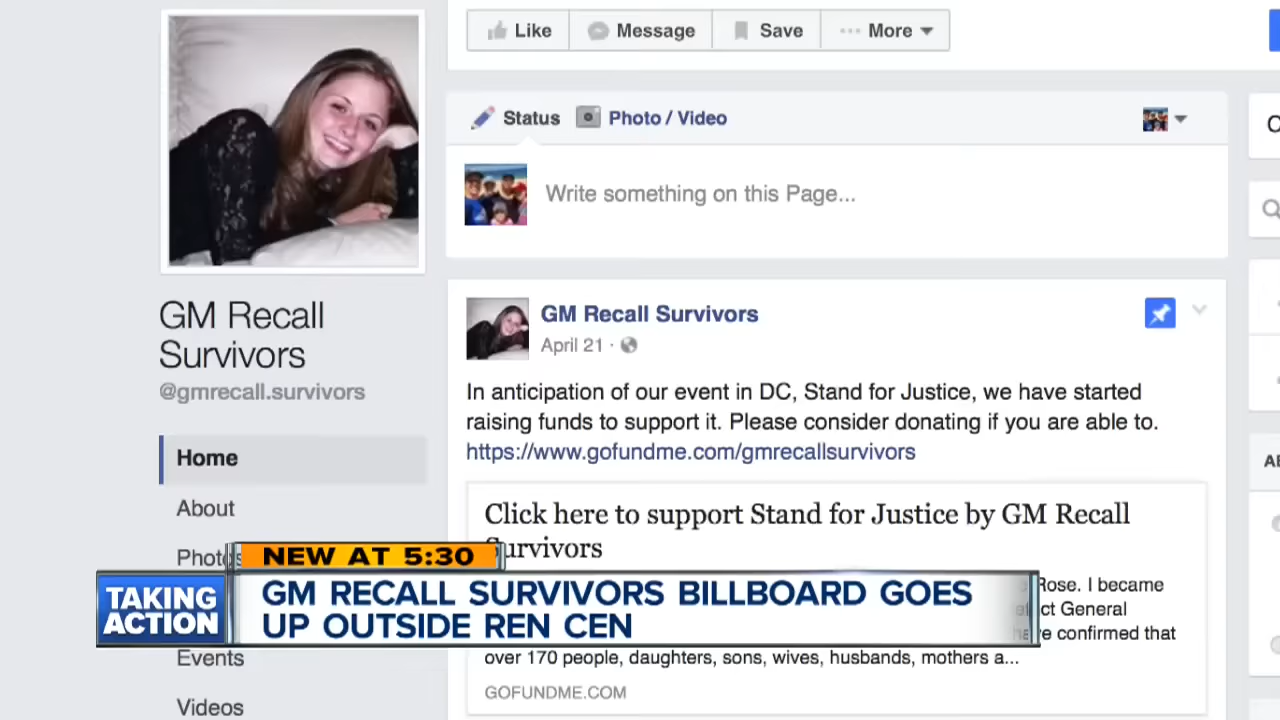 Like Message Save More
Status Photo / Video
Write something on this Page...
GM Recall
Survivors
@gmrecall.survivors
Home
About
Photos
Events
Videos
GM Recall Survivors
April 21 ·
In anticipation of our event in DC, Stand for Justice, we have started
raising funds to support it. Please consider donating if you are able to.
https://www.gofundme.com/gmrecallsurvivors
Click here to support Stand for Justice by GM Recall
Survivors
Rose. I became
General
confirmed that
over 170 people, daughters, sons, wives, husbands, mothers a...
GOFUNDME.COM
NEW AT 5:30
TAKING
ACTION
GM RECALL SURVIVORS BILLBOARD GOES
UP OUTSIDE REN CEN